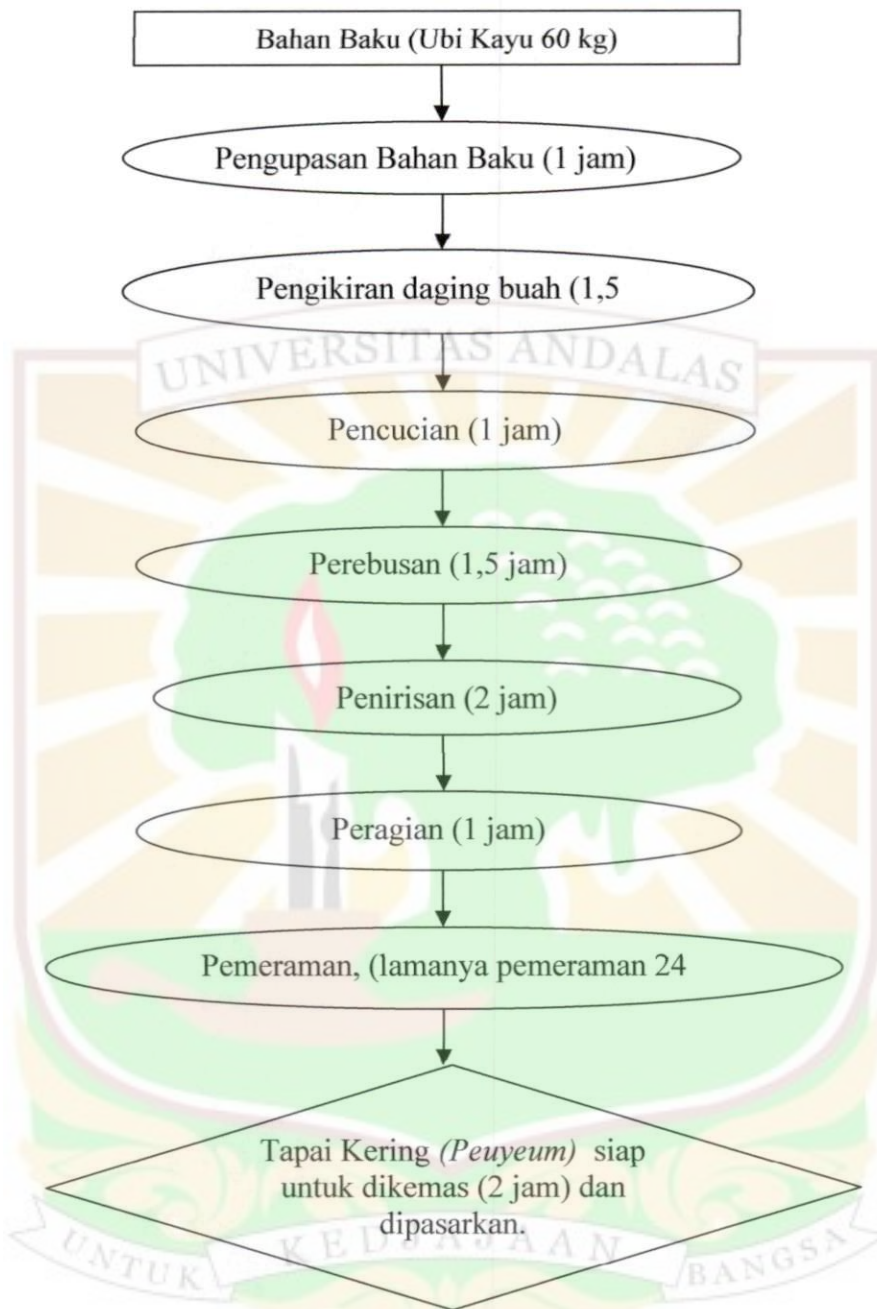 Bahan Baku (Ubi Kayu 60 kg)
Pengupasan Bahan Baku (1 jam)
Pengikiran daging buah (1,5
UNIVERSITAS ANDALAS
Pencucian (1 jam)
Perebusan (1,5 jam)
Penirisan (2 jam)
Peragian (1 jam)
Pemeraman, (lamanya pemeraman 24
Tapai Kering (Peuyeum) siap
untuk dikemas (2 jam) dan
dipasarkan.
UNTUK KEDJAJAAN BANGSA